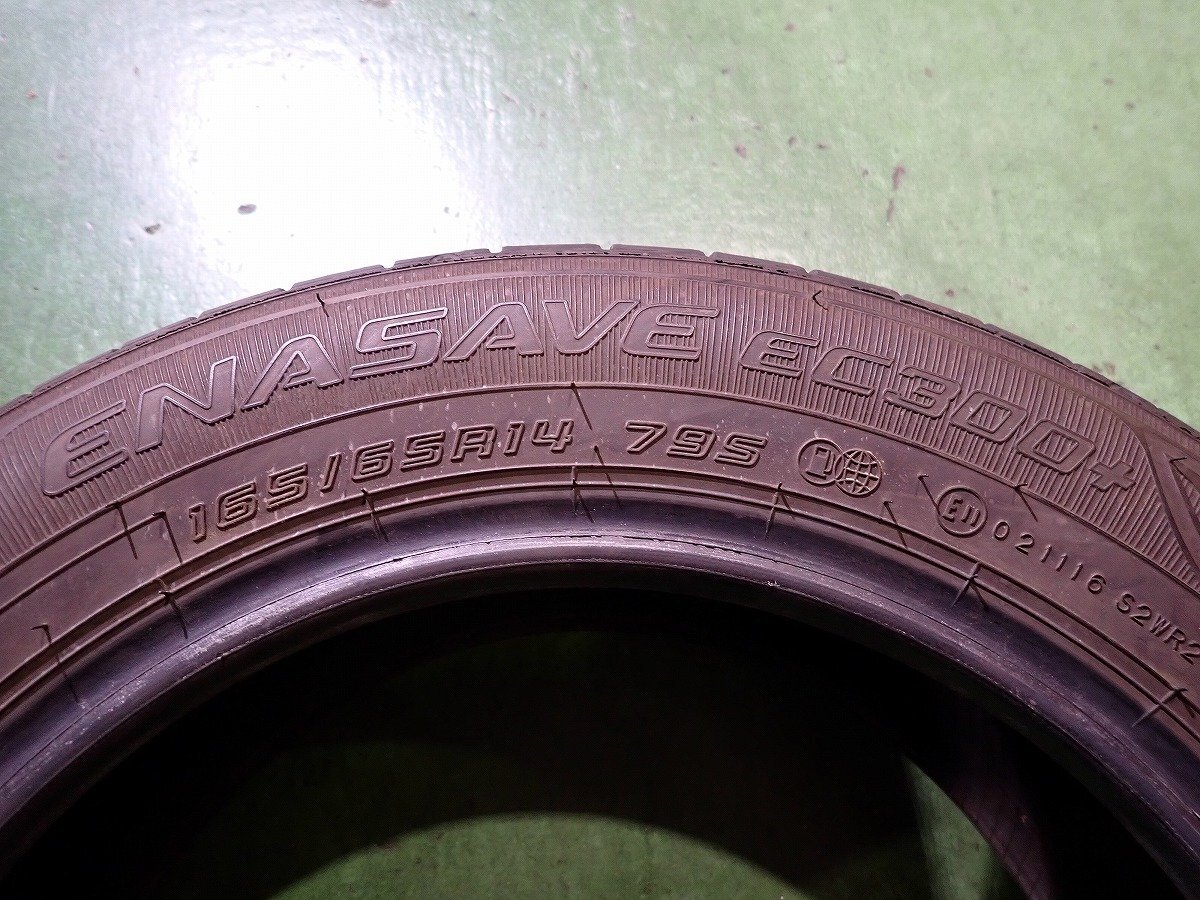 ENASAVE EC300+
165/65R14 79S
E11 021116 S2WR2